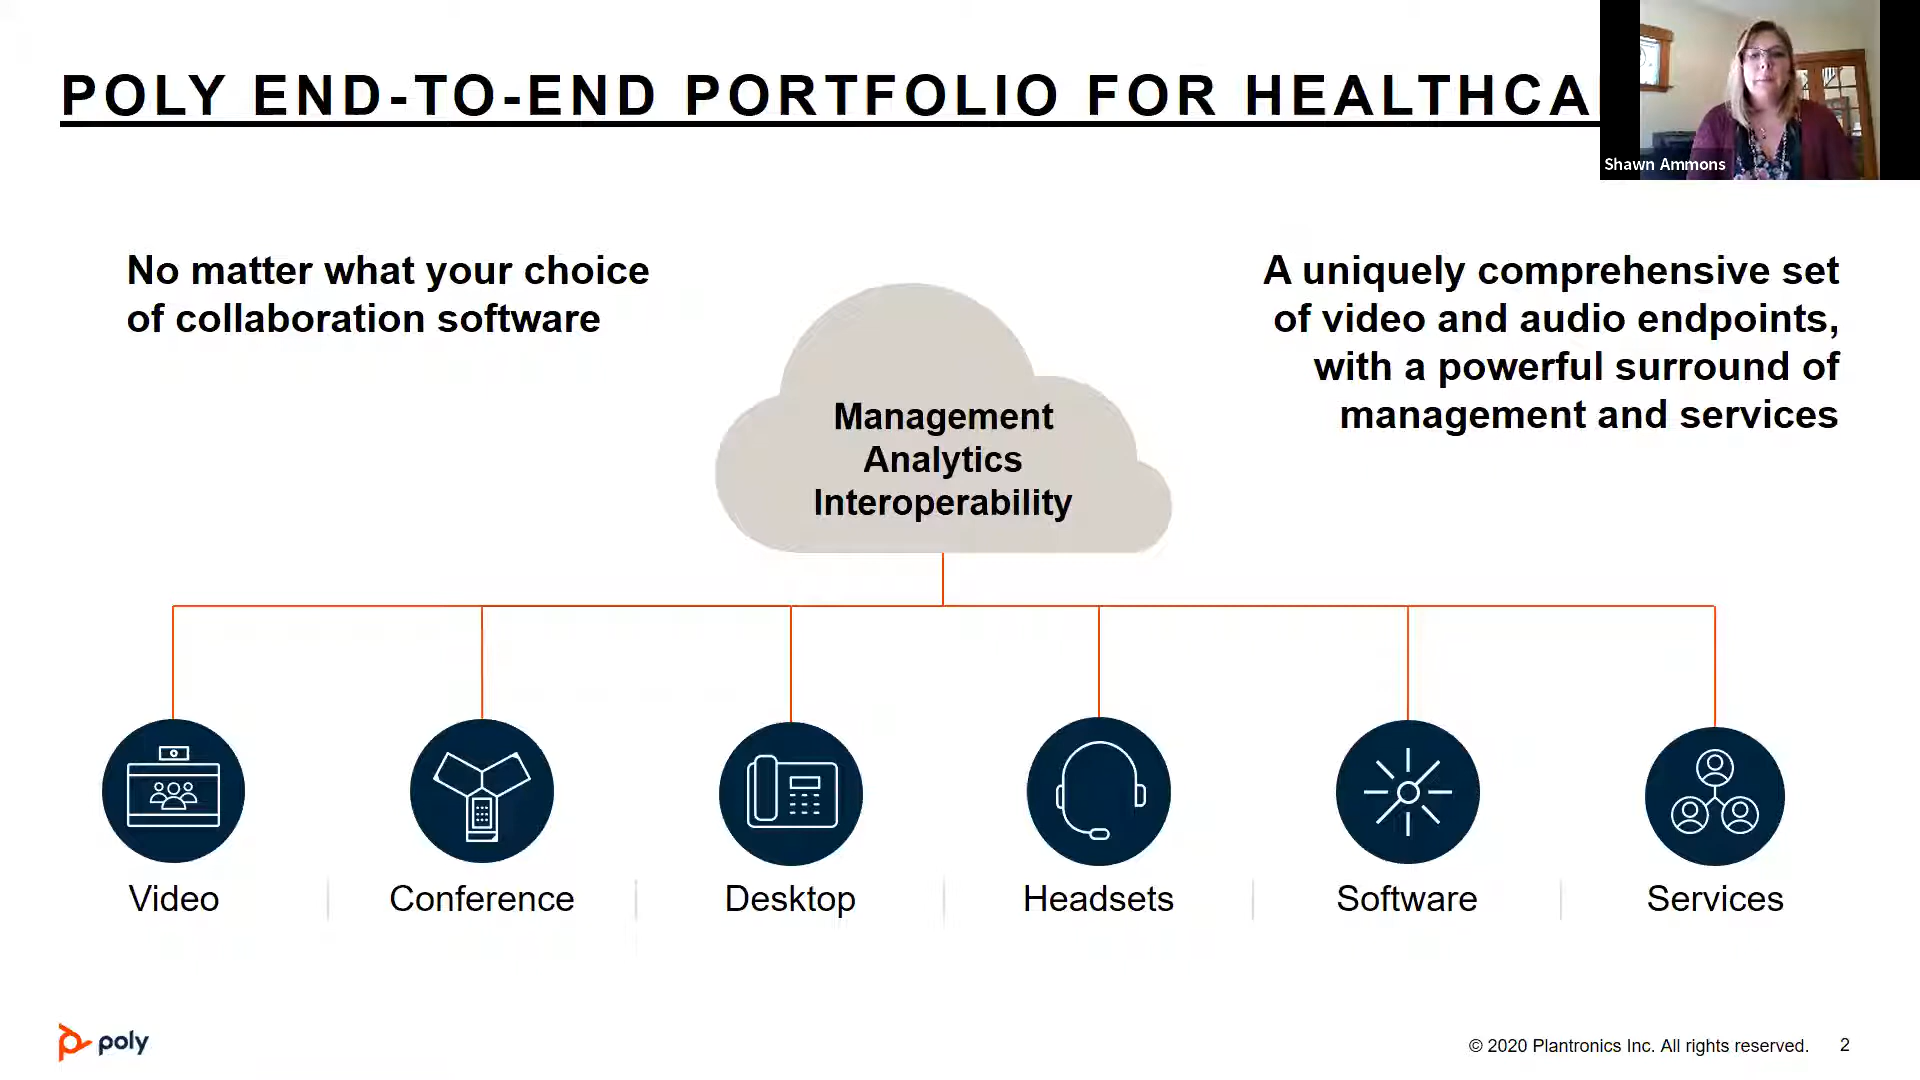 POLY END-TO-END PORTFOLIO FOR HEALTHCA
Shawn Ammons
No matter what your choice
of collaboration software
A uniquely comprehensive set
of video and audio endpoints,
with a powerful surround of
management and services
Management
Analytics
Interoperability
Video
Conference
Desktop
Headsets
Software
Services
poly
© 2020 Plantronics Inc. All rights reserved. 2